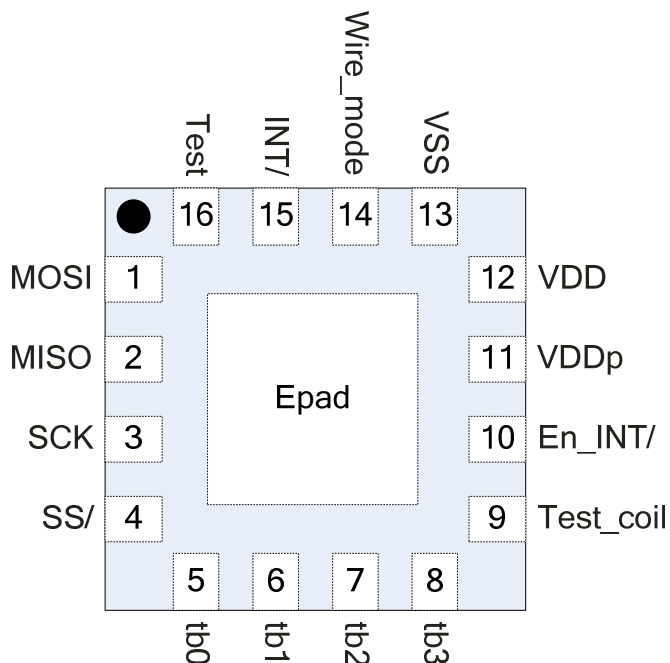 Test INT/ Wire_mode VSS
16 15 14 13
MOSI 1 12 VDD
MISO 2 11 VDDp
Epad
SCK 3 10 En_INT/
SS/ 4 9 Test_coil
5 6 7 8
tb0 tb1 tb2 tb3